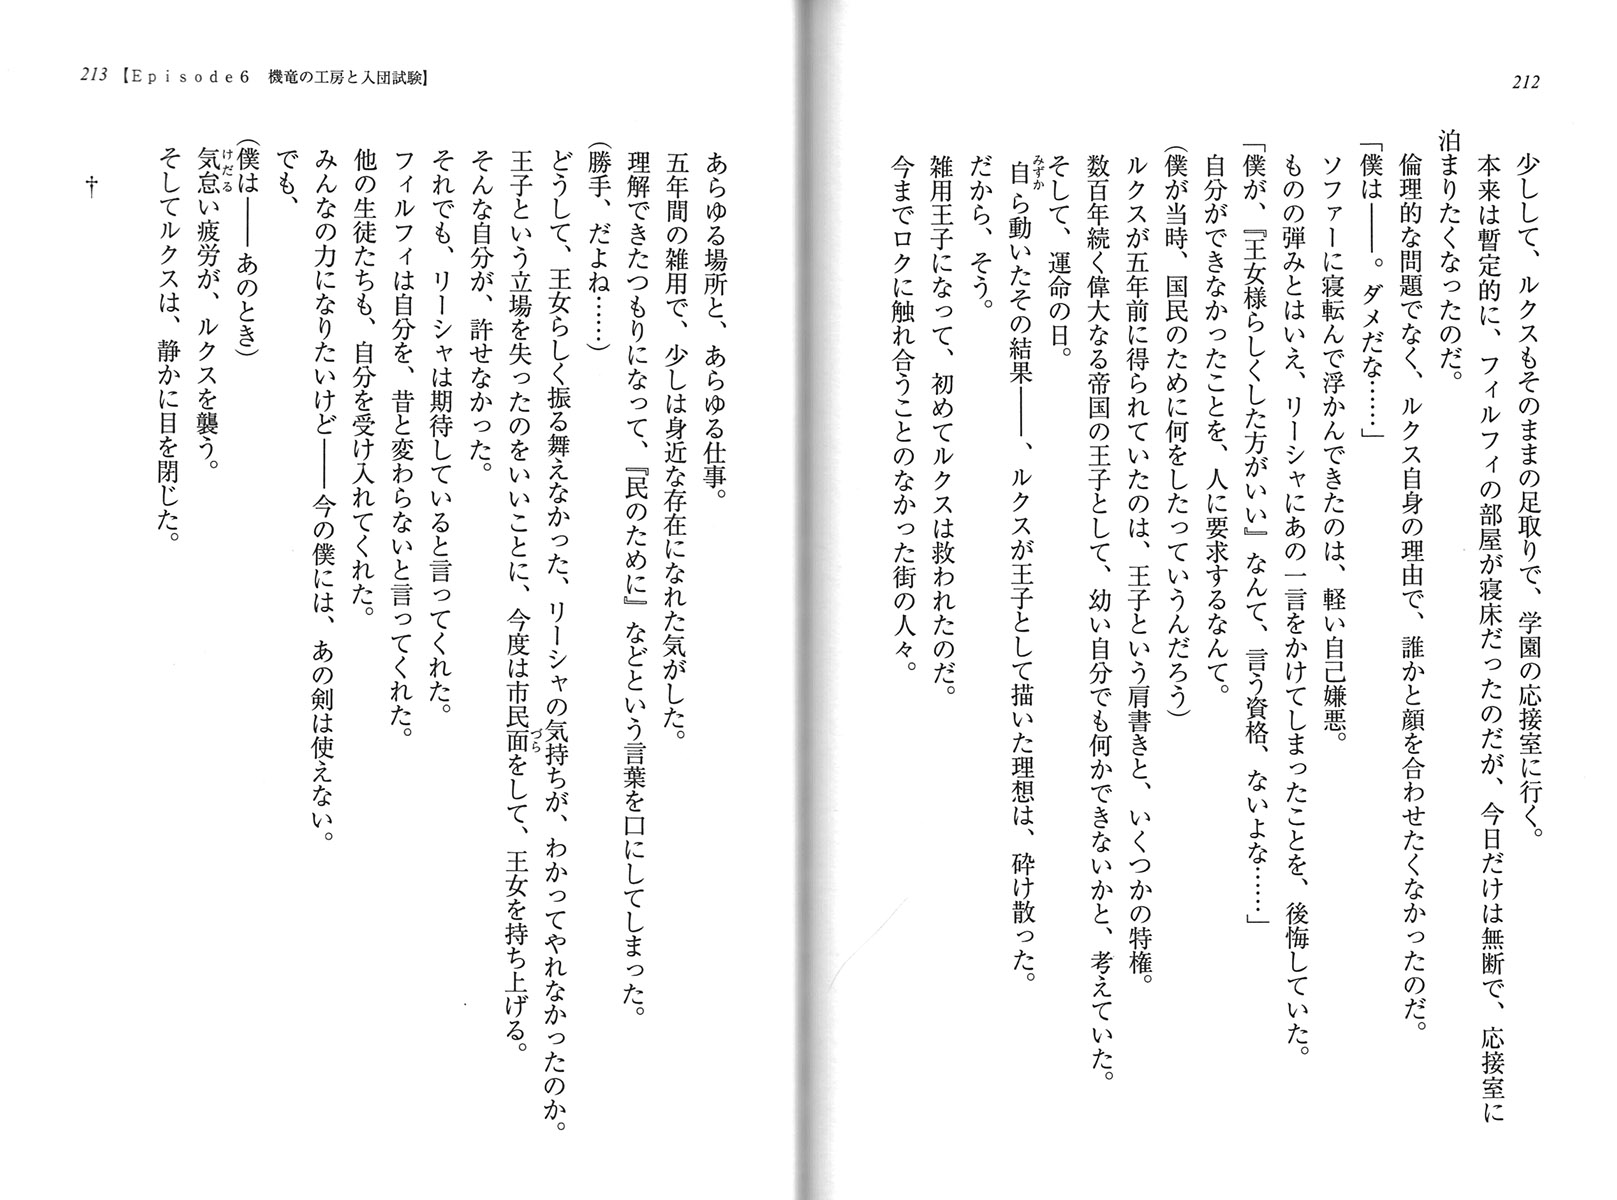 212
少しして、ルクスもそのままの足取りで、学園の応接室に行く。
本来は暫定的に、フィルフィの部屋が寝床だったのだが、今日だけは無断で、応接室に
泊まりたくなったのだ。
倫理的な問題でなく、ルクス自身の理由で、誰かと顔を合わせたくなかったのだ。
「僕は――。ダメだな……」
ソファーに寝転んで浮かんできたのは、軽い自己嫌悪。
ものの弾みとはいえ、リーシャにあの一言をかけてしまったことを、後悔していた。
「僕が、『王女様らしくした方がいい』なんて、言う資格、ないよな……」
自分ができなかったことを、人に要求するなんて。
(僕が当時、国民のために何をしたっていうんだろう)
ルクスが五年前に得られていたのは、王子という肩書きと、いくつかの特権。
数百年続く偉大なる帝国の王子として、幼い自分でも何かできないかと、考えていた。
そして、運命の日。
自ら動いたその結果――、ルクスが王子として描いた理想は、砕け散った。
みずか
だから、そう。
雑用王子になって、初めてルクスは救われたのだ。
今までロクに触れ合うことのなかった街の人々。
213【Episode6 機竜の工房と入団試験】
あらゆる場所と、あらゆる仕事。
五年間の雑用で、少しは身近な存在になれた気がした。
理解できたつもりになって、『民のために』などという言葉を口にしてしまった。
(勝手、だよね……)
どうして、王女らしく振る舞えなかった、リーシャの気持ちが、わかってやれなかったのか。
王子という立場を失ったのをいいことに、今度は市民面をして、王女を持ち上げる。
づら
そんな自分が、許せなかった。
それでも、リーシャは期待していると言ってくれた。
フィルフィは自分を、昔と変わらないと言ってくれた。
他の生徒たちも、自分を受け入れてくれた。
みんなの力になりたいけど――今の僕には、あの剣は使えない。
でも、
(僕は――あのとき)
気怠い疲労が、ルクスを襲う。
けだる
そしてルクスは、静かに目を閉じた。
†